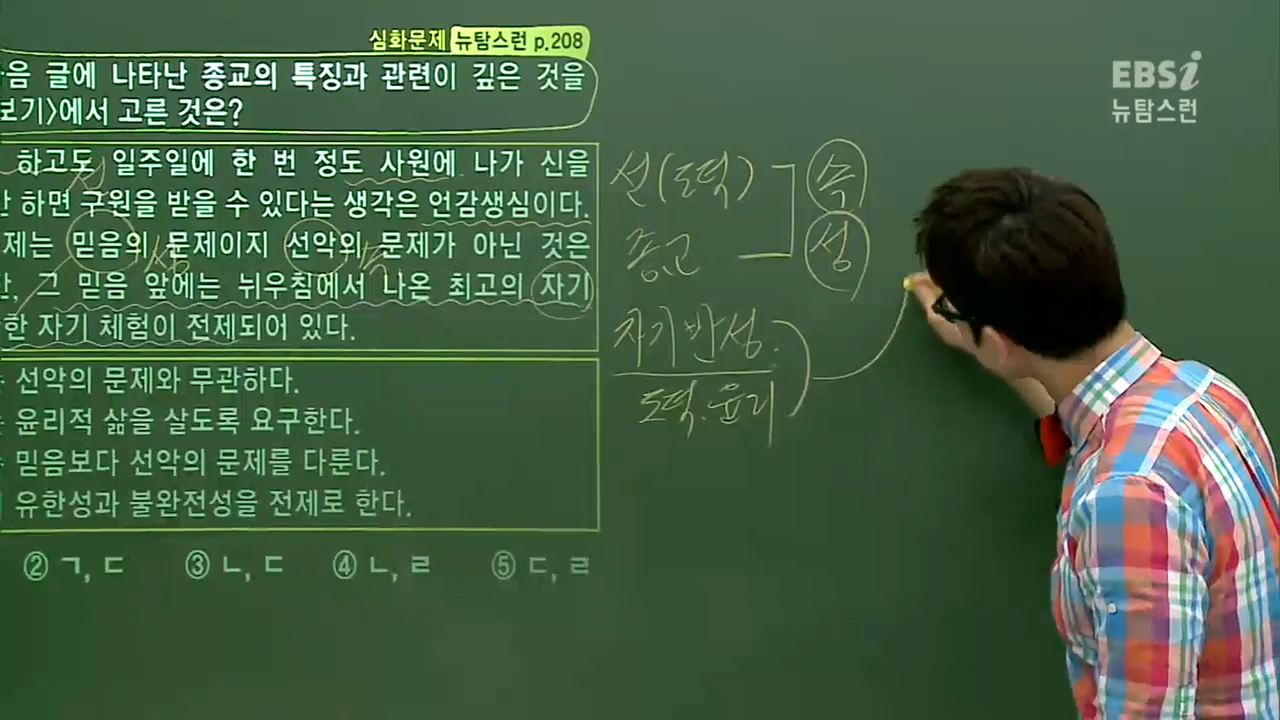 심화문제 뉴탐스런 p.208
음 글에 나타난 종교의 특징과 관련이 깊은 것을
보기>에서 고른 것은?
하고도 일주일에 한 번 정도 사원에 나가 신을
하면 구원을 받을 수 있다는 생각은 언감생심이다.
제는 믿음의 문제이지 선악의 문제가 아닌 것은
그 믿음 앞에는 뉘우침에서 나온 최고의 자기
한 자기 체험이 전제되어 있다.
선악의 문제와 무관하다.
윤리적 삶을 살도록 요구한다.
믿음보다 선악의 문제를 다룬다.
유한성과 불완전성을 전제로 한다.
② ㄱ, ㄷ ③ ㄴ, ㄷ ④ ㄴ, ㄹ ⑤ ㄷ, ㄹ
선(도덕) 속
종교 성
자기반성.
도덕.윤리
EBSi
뉴탐스런